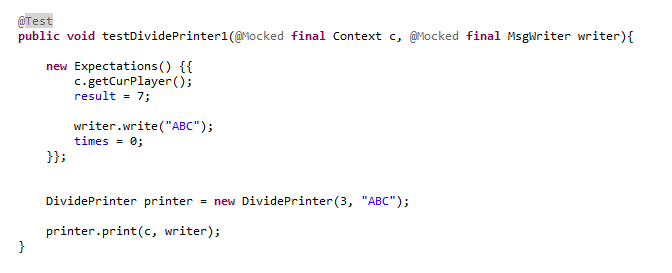 @Test
public void testDividePrinter1(@Mocked final Context c, @Mocked final MsgWriter writer){
new Expectations() {{
c.getCurPlayer();
result = 7;
writer.write("ABC");
times = 0;
}};
DividePrinter printer = new DividePrinter(3, "ABC");
printer.print(c, writer);
}